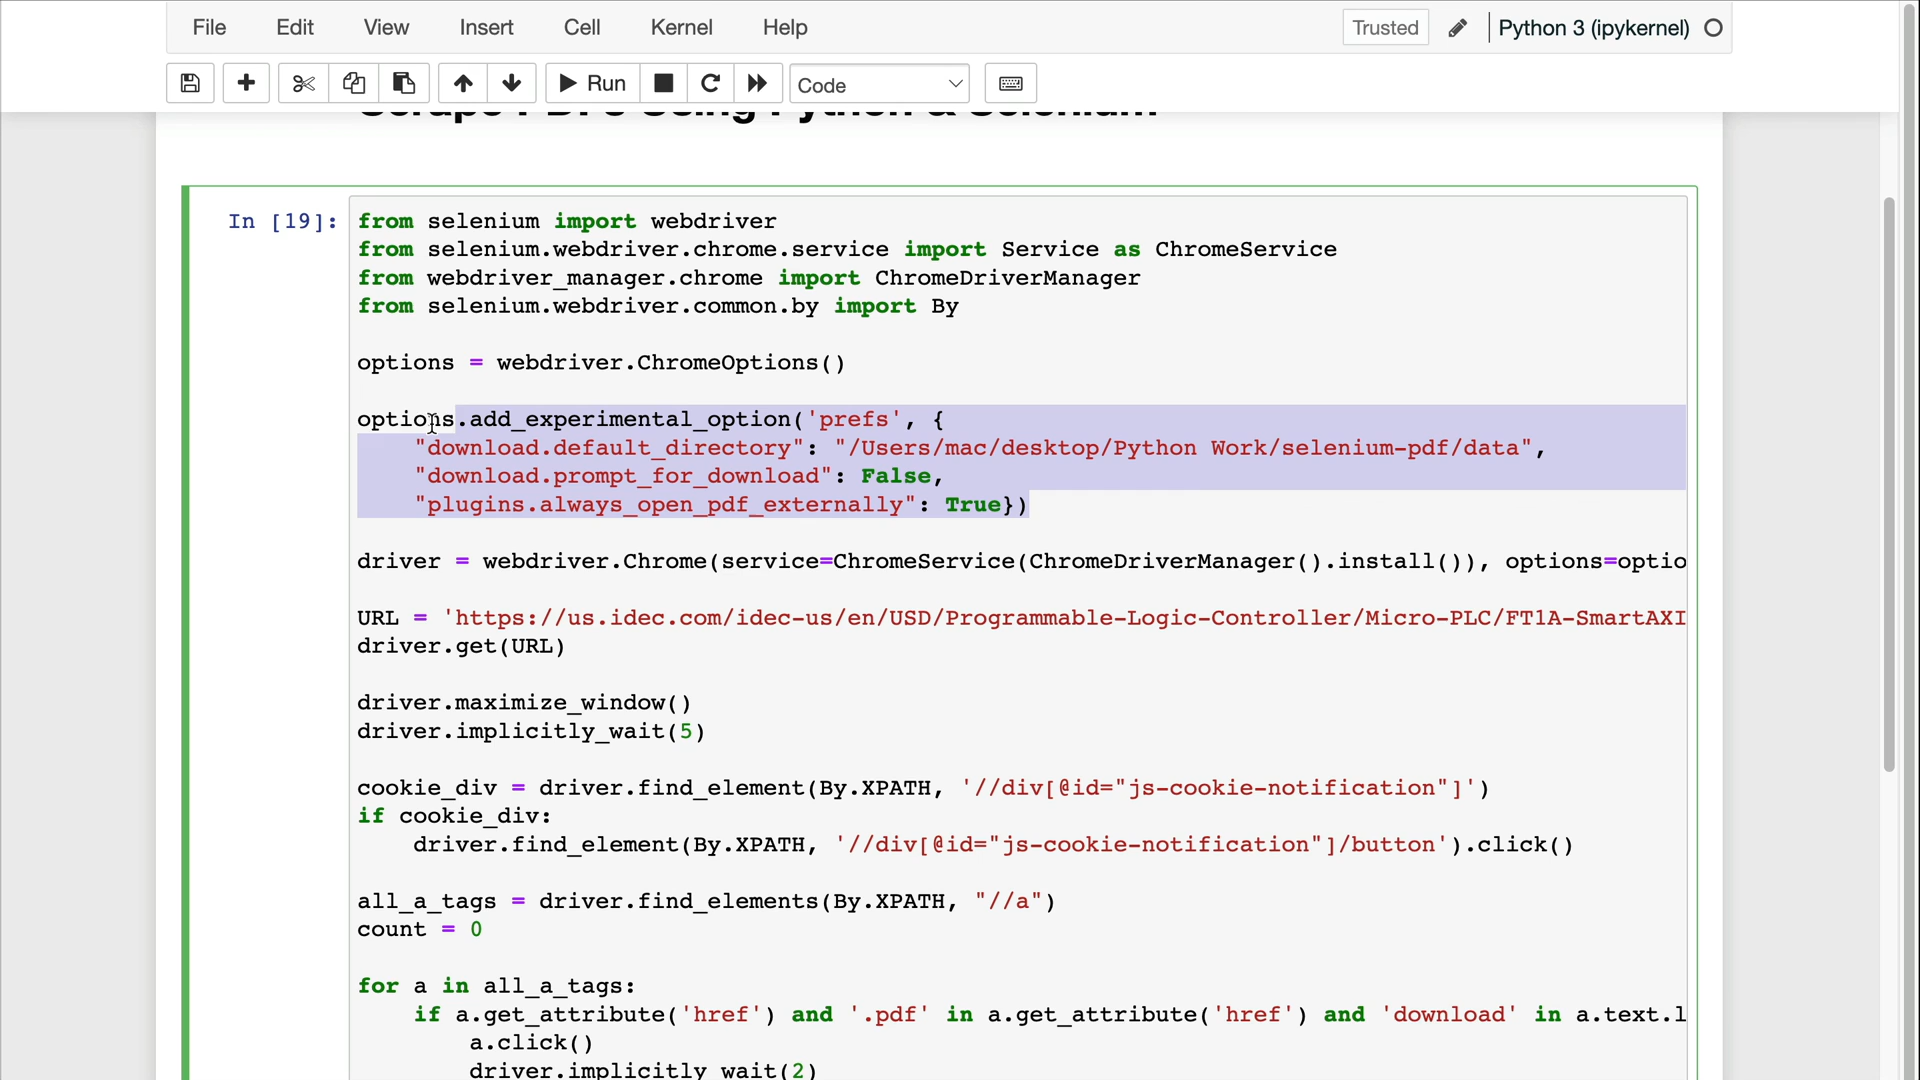 File Edit View Insert Cell Kernel Help Trusted Python 3 (ipykernel)
Run Code
Scrape PDFs Using Python & Selenium
In [19]:
from selenium import webdriver
from selenium.webdriver.chrome.service import Service as ChromeService
from webdriver_manager.chrome import ChromeDriverManager
from selenium.webdriver.common.by import By
options = webdriver.ChromeOptions()
options.add_experimental_option('prefs', {
"download.default_directory": "/Users/mac/desktop/Python Work/selenium-pdf/data",
"download.prompt_for_download": False,
"plugins.always_open_pdf_externally": True})
driver = webdriver.Chrome(service=ChromeService(ChromeDriverManager().install()), options=optio
URL = 'https://us.idec.com/idec-us/en/USD/Programmable-Logic-Controller/Micro-PLC/FT1A-SmartAXI
driver.get(URL)
driver.maximize_window()
driver.implicitly_wait(5)
cookie_div = driver.find_element(By.XPATH, '//div[@id="js-cookie-notification"]')
if cookie_div:
driver.find_element(By.XPATH, '//div[@id="js-cookie-notification"]/button').click()
all_a_tags = driver.find_elements(By.XPATH, "//a")
count = 0
for a in all_a_tags:
if a.get_attribute('href') and '.pdf' in a.get_attribute('href') and 'download' in a.text.l
a.click()
driver.implicitly_wait(2)